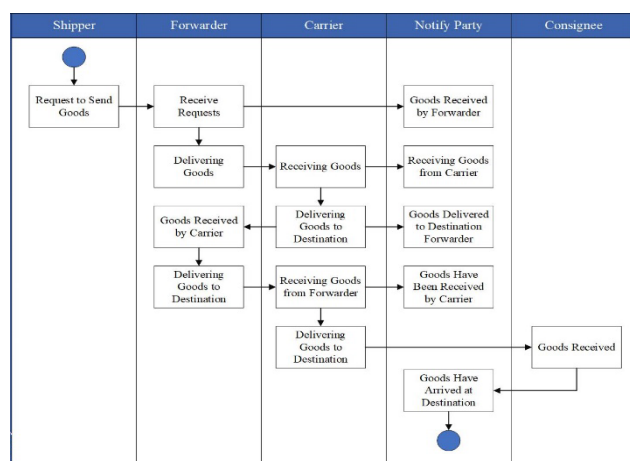 Shipper
Forwarder
Carrier
Notify Party
Consignee
Request to Send
Goods
Receive
Requests
Goods Received
by Forwarder
Delivering
Goods
Receiving Goods
Receiving Goods
from Carrier
Goods Received
by Carrier
Delivering
Goods to
Destination
Goods Delivered
to Destination
Forwarder
Delivering
Goods to
Destination
Receiving Goods
from Forwarder
Goods Have
Been Received
by Carrier
Delivering
Goods to
Destination
Goods Received
Goods Have
Arrived at
Destination